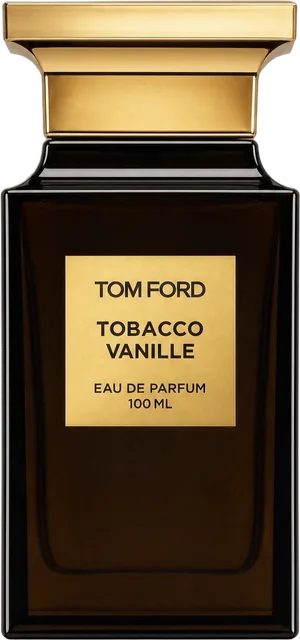 TOM FORD
TOBACCO
VANILLE
EAU DE PARFUM
100 ML